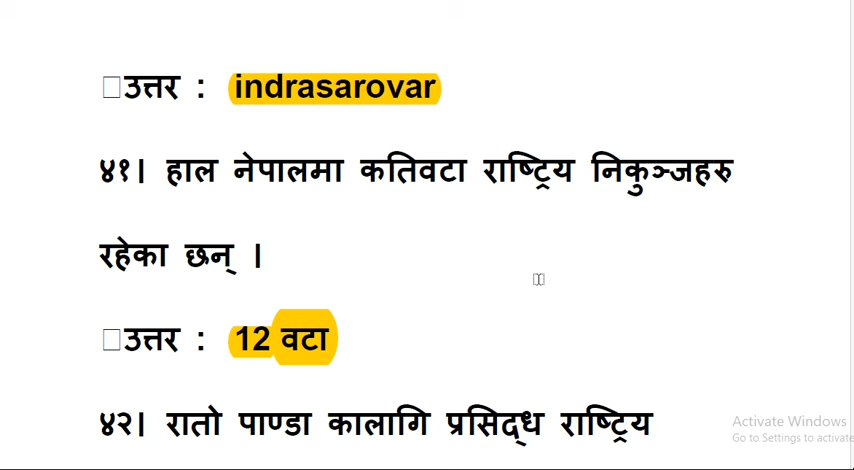 उत्तर : indrasarovar
४१। हाल नेपालमा कतिवटा राष्ट्रिय निकुञ्जहरु
रहेका छन् ।
उत्तर : 12 वटा
४२। रातो पाण्डा कालागि प्रसिद्ध राष्ट्रिय
Activate Windows
Go to Settings to activate